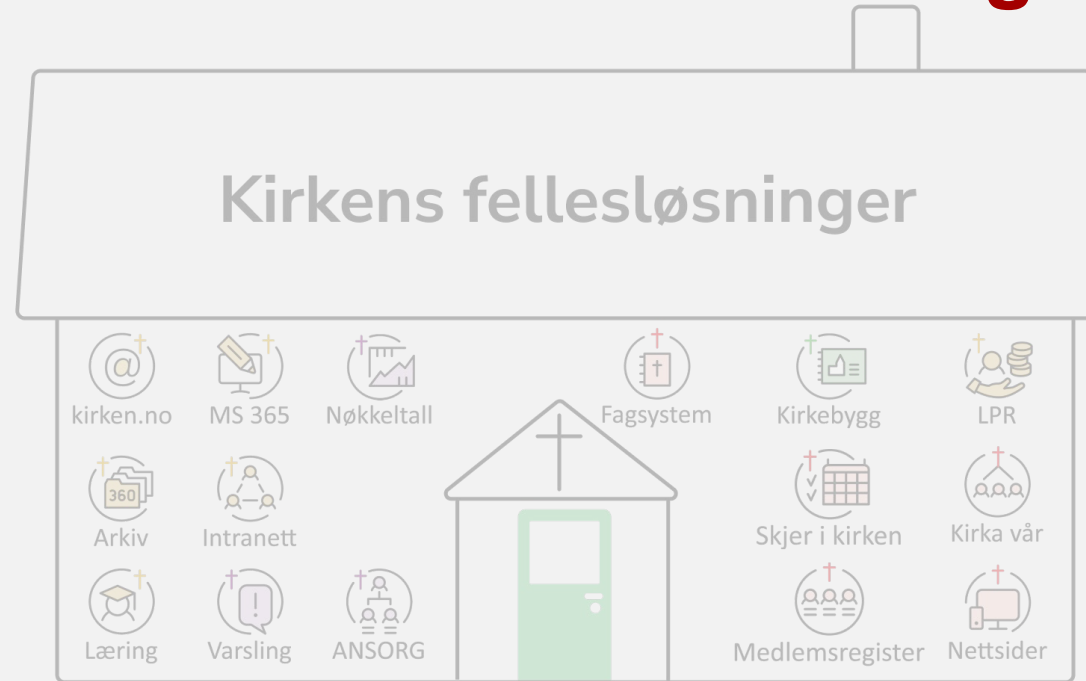 Kirkens fellesløsninger
kirken.no MS 365 Nøkkeltall Fagsystem Kirkebygg LPR
360
Arkiv Intranett Skjer i kirken Kirka vår
Læring Varsling ANSORG Medlemsregister Nettsider